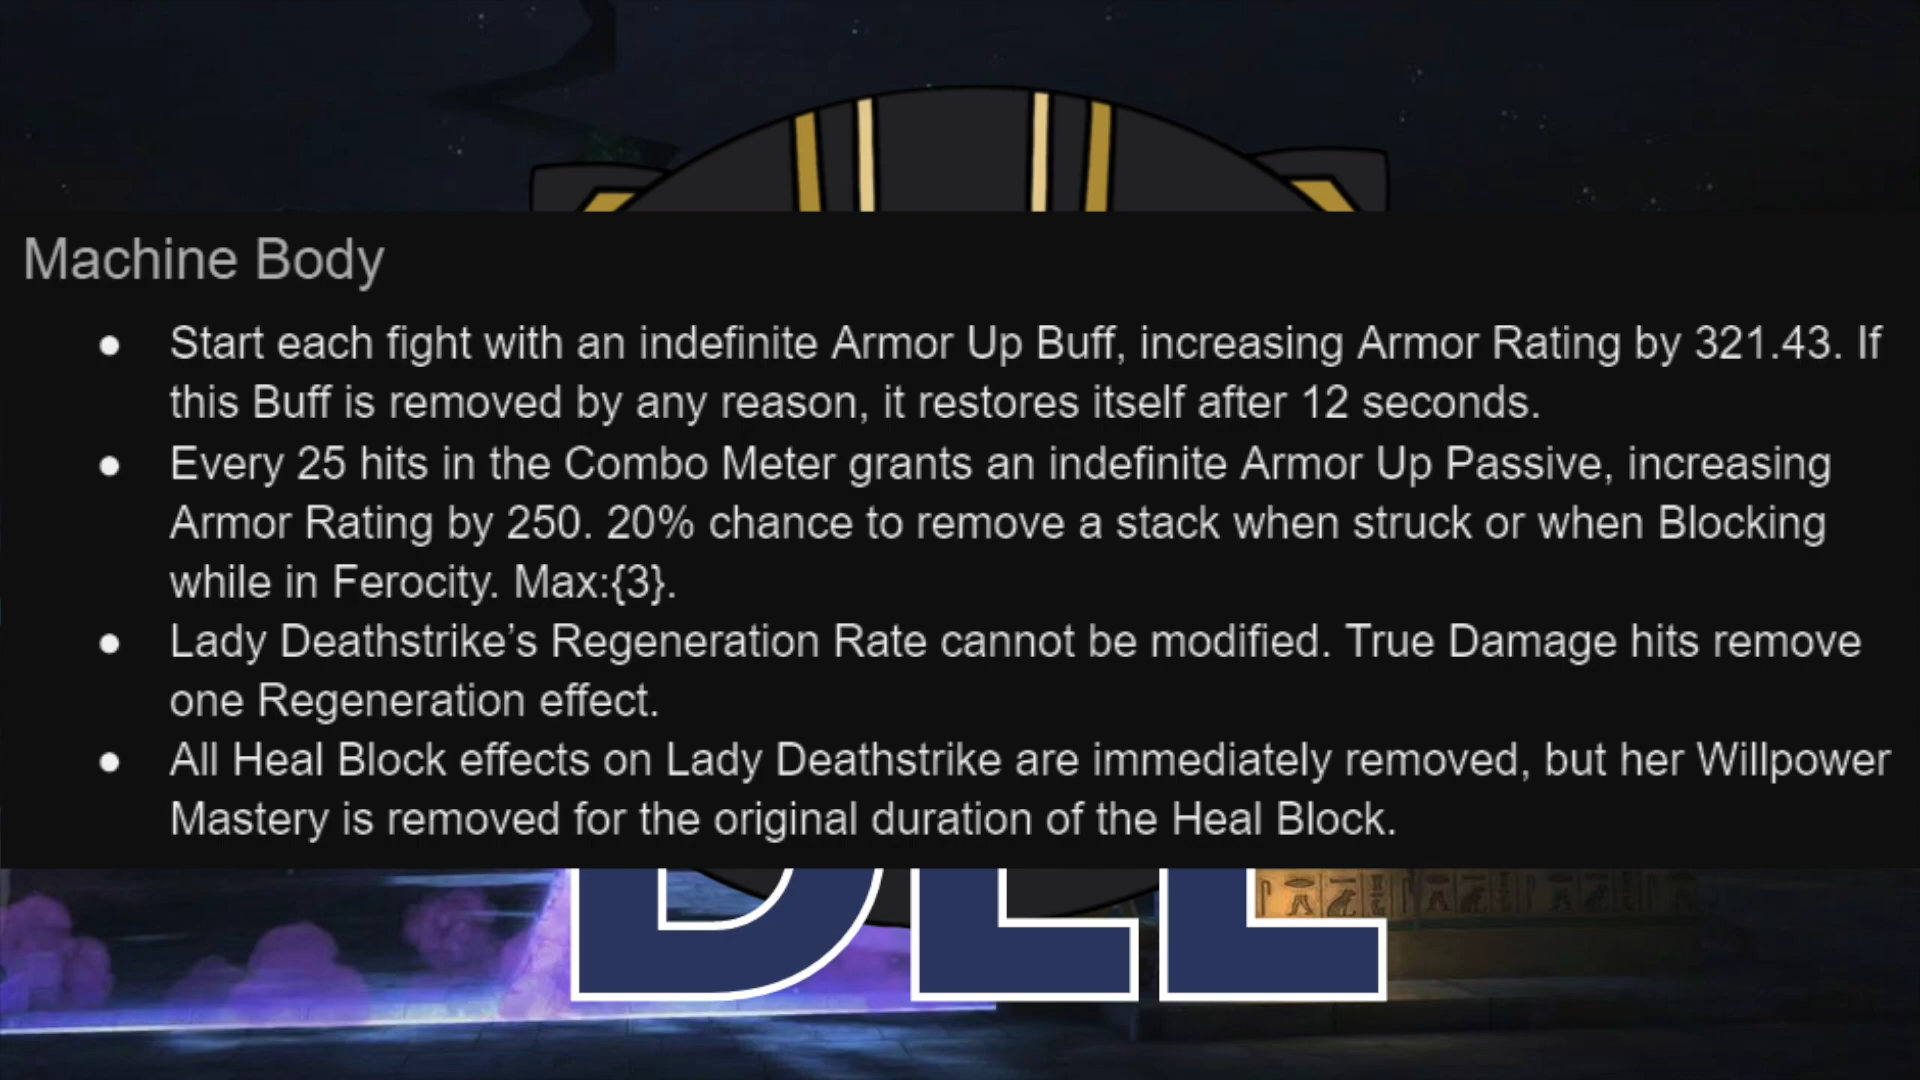 Machine Body
● Start each fight with an indefinite Armor Up Buff, increasing Armor Rating by 321.43. If
this Buff is removed by any reason, it restores itself after 12 seconds.
● Every 25 hits in the Combo Meter grants an indefinite Armor Up Passive, increasing
Armor Rating by 250. 20% chance to remove a stack when struck or when Blocking
while in Ferocity. Max:{3}.
● Lady Deathstrike’s Regeneration Rate cannot be modified. True Damage hits remove
one Regeneration effect.
● All Heal Block effects on Lady Deathstrike are immediately removed, but her Willpower
Mastery is removed for the original duration of the Heal Block.